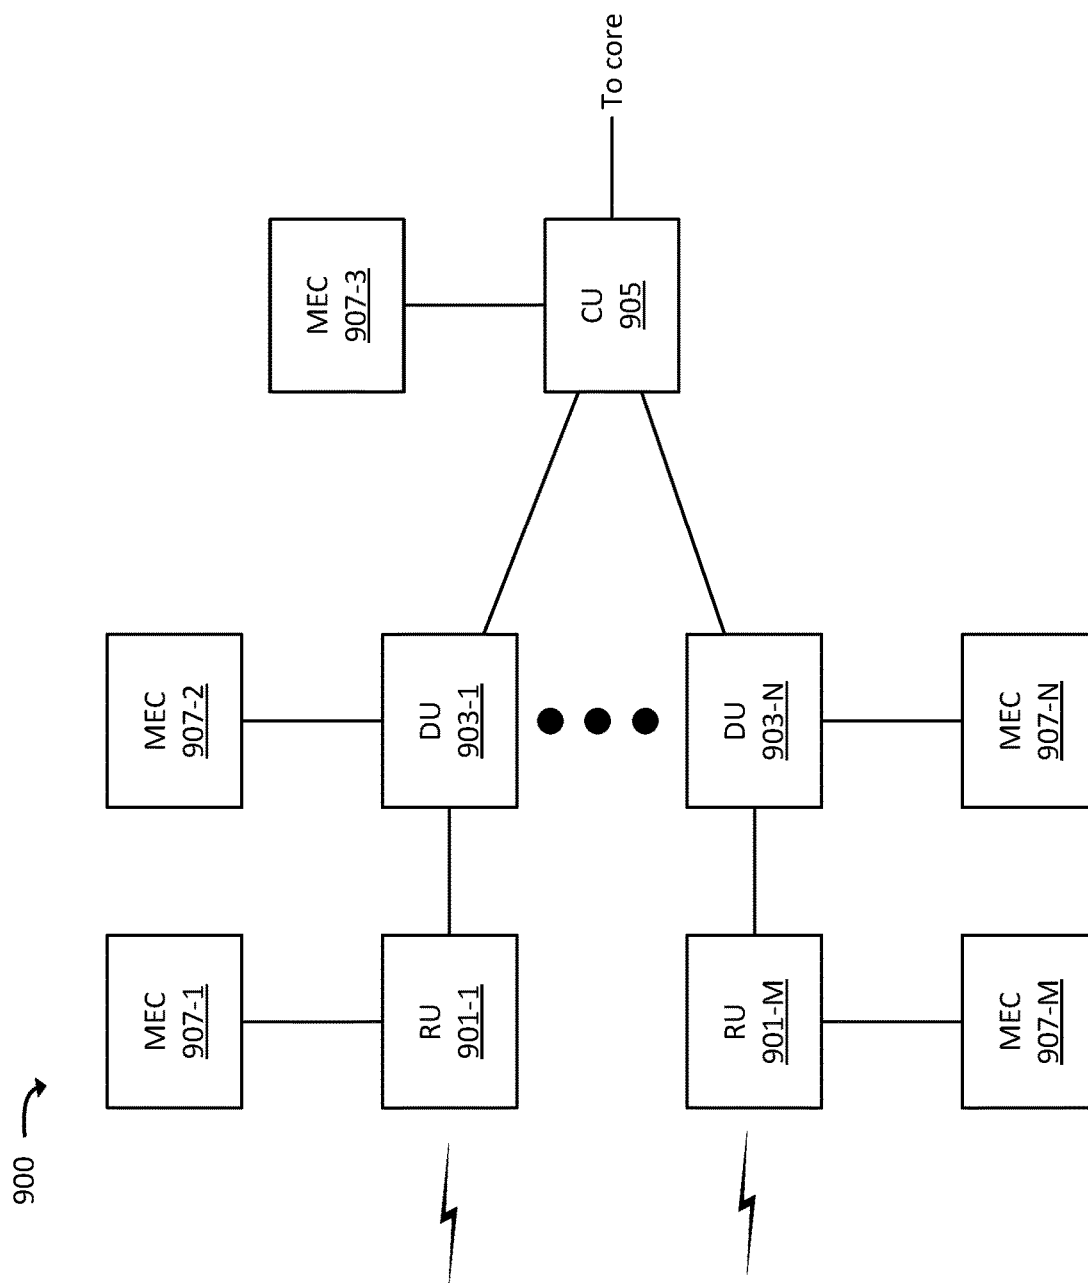 900
MEC
907-1
MEC
907-2
MEC
907-3
RU
901-1
DU
903-1
CU
905
To core
RU
901-M
DU
903-N
MEC
907-M
MEC
907-N